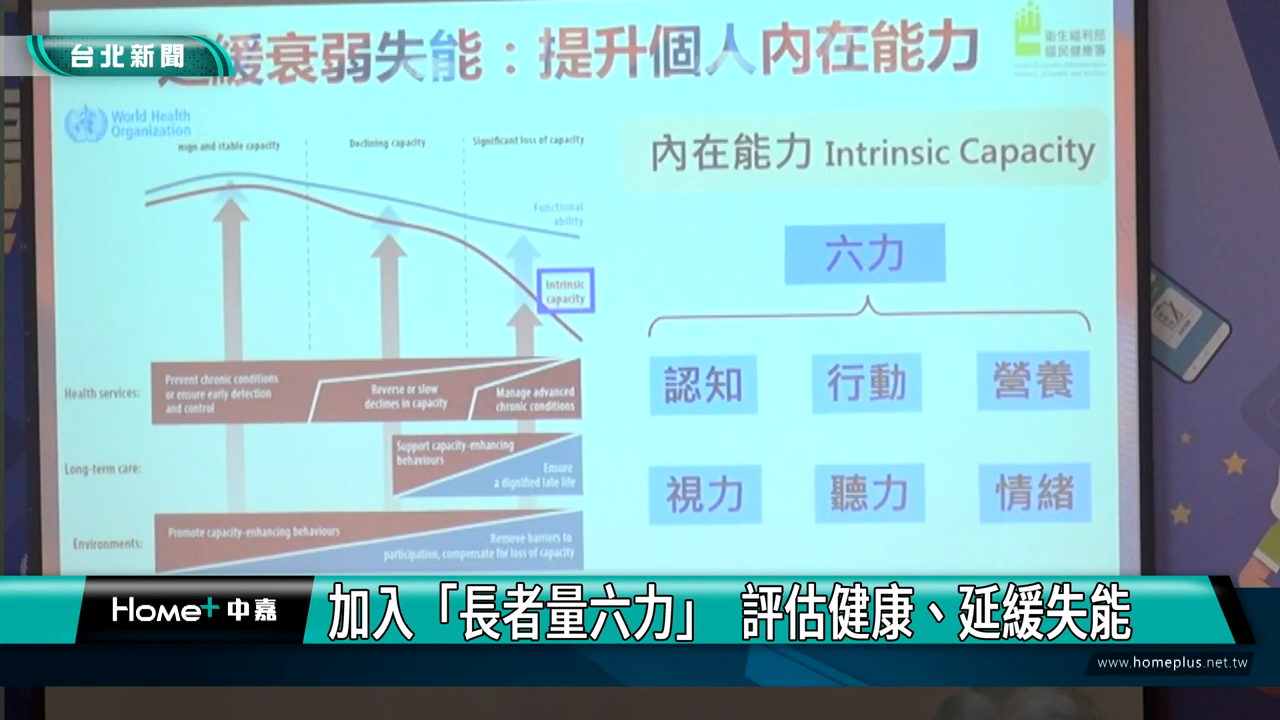 台北新聞
緩衰弱失能：提升個人內在能力
衛生福利部
國民健康署
World Health
Organization
High and stable capacity
Declining capacity
Significant loss of capacity
Functional
ability
Intrinsic
capacity
Health services:
Prevent chronic conditions
or ensure early detection
and control
Reverse or slow
declines in capacity
Manage advanced
chronic conditions
Long-term care:
Support capacity-enhancing
behaviours
Ensure
a dignified late life
Environments:
Promote capacity-enhancing behaviours
Remove barriers to
participation, compensate for loss of capacity
內在能力 Intrinsic Capacity
六力
認知 行動 營養
視力 聽力 情緒
Home+ 中嘉
加入「長者量六力」 評估健康、延緩失能
www.homeplus.net.tw